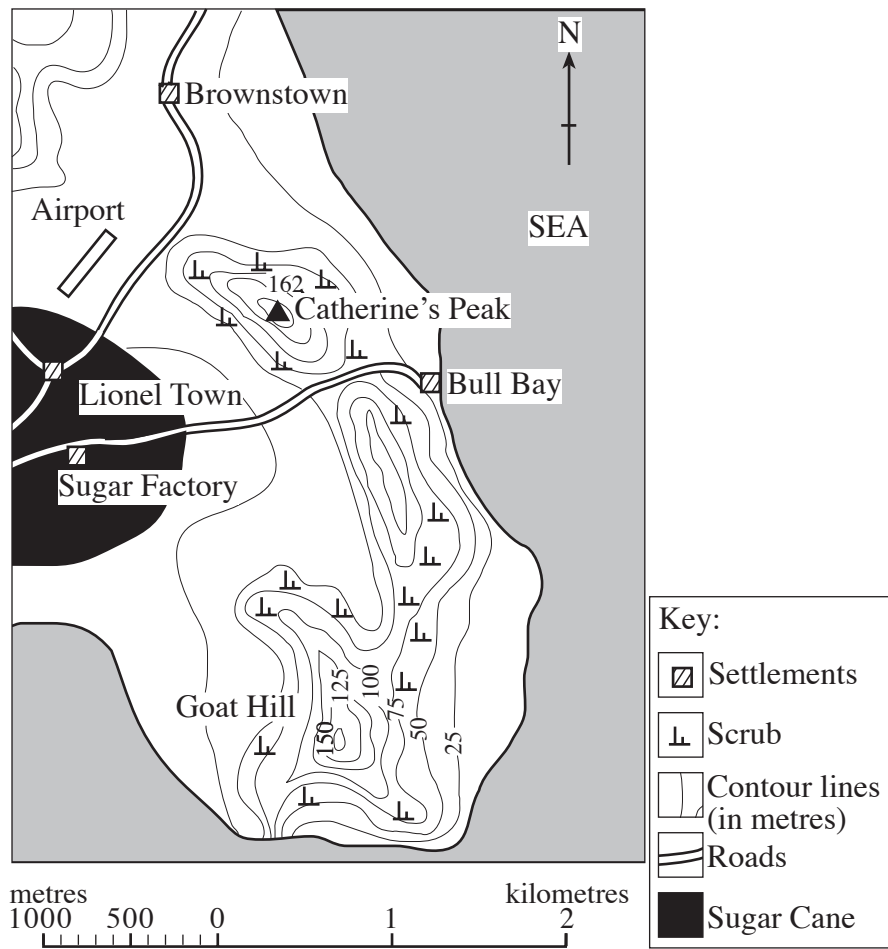 N
Brownstown
Airport
SEA
162
Catherine's Peak
Lionel Town
Bull Bay
Sugar Factory
Goat Hill
150
125
100
75
50
25
Key:
Settlements
Scrub
Contour lines
(in metres)
Roads
Sugar Cane
metres kilometres
1000 500 0 1 2